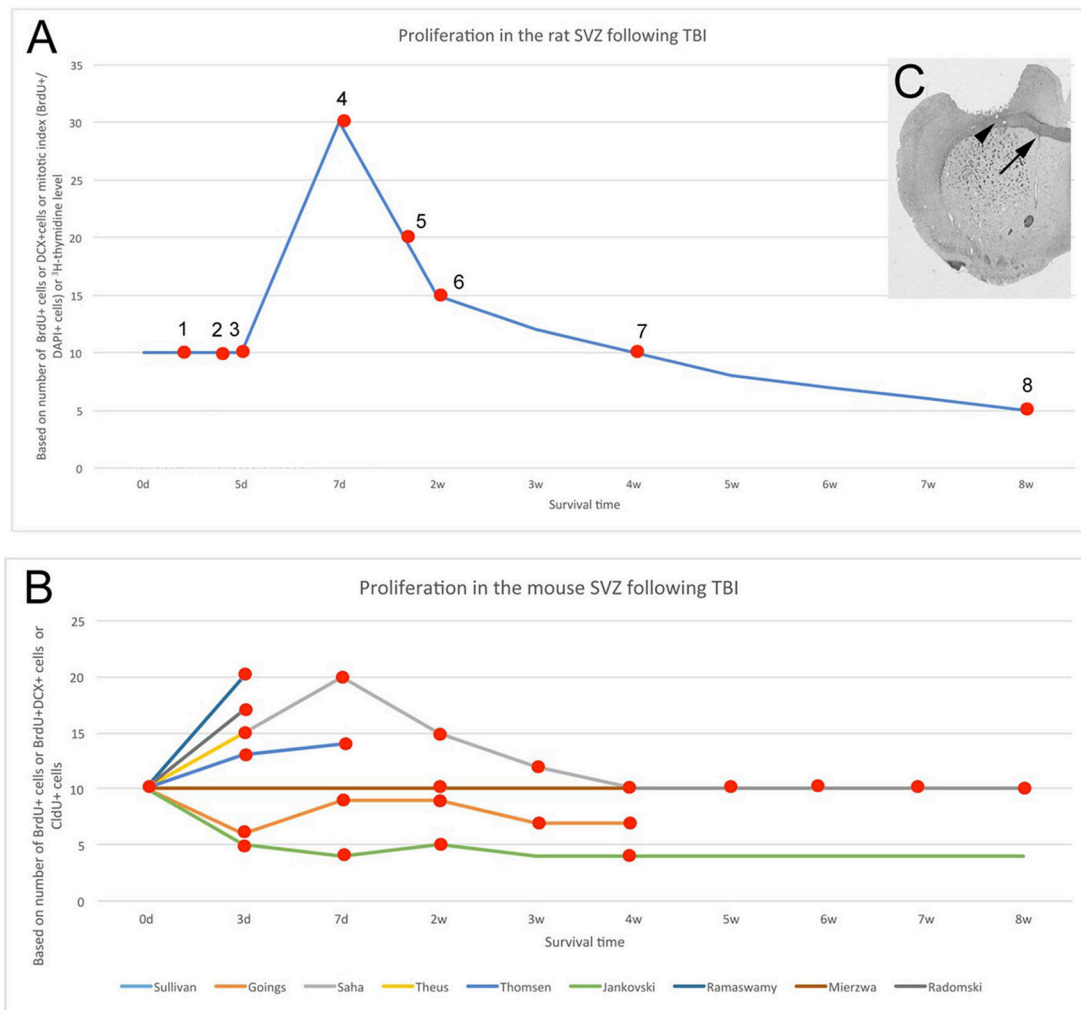 A
Proliferation in the rat SVZ following TBI
Based on number of BrdU+ cells or DCX+cells or mitotic index (BrdU+/
DAPI+ cells) or ³H-thymidine level
35
30
25
20
15
10
5
0
1
2
3
4
5
6
7
8
C
0d
5d
7d
2w
3w
4w
5w
6w
7w
8w
Survival time
B
Proliferation in the mouse SVZ following TBI
Based on number of BrdU+ cells or BrdU+DCX+ cells or
CldU+ cells
25
20
15
10
5
0
0d
3d
7d
2w
3w
4w
5w
6w
7w
8w
Survival time
Sullivan
Goings
Saha
Theus
Thomsen
Jankovski
Ramaswamy
Mierzwa
Radomski